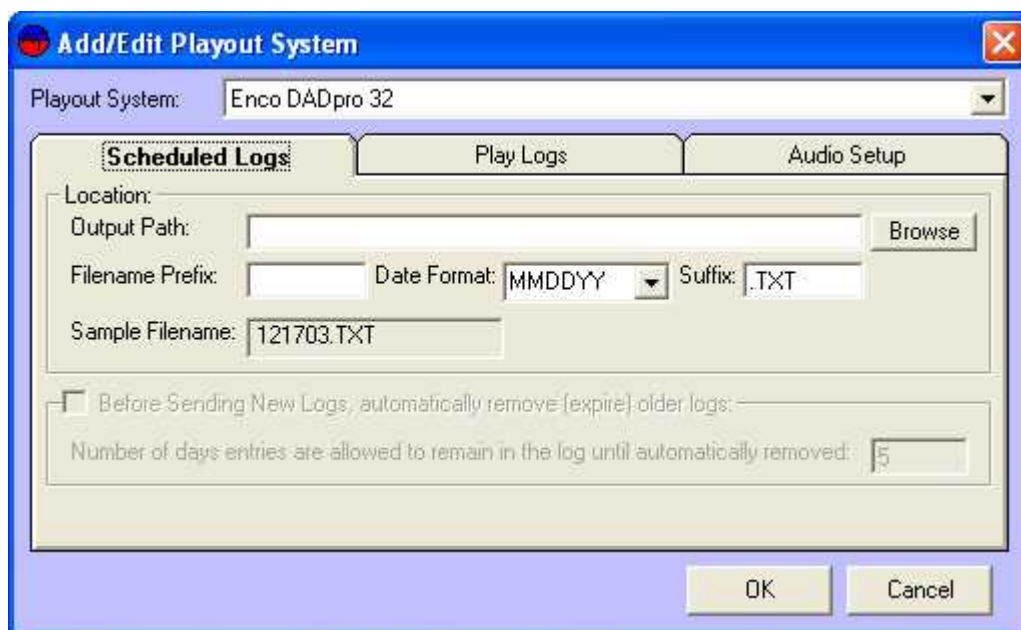 Add/Edit Playout System
Playout System: Enco DADpro 32
Scheduled Logs Play Logs Audio Setup
Location:
Output Path: Browse
Filename Prefix: Date Format: MMDDYY Suffix: .TXT
Sample Filename: 121703.TXT
Before Sending New Logs, automatically remove (expire) older logs:
Number of days entries are allowed to remain in the log until automatically removed: 5
OK Cancel